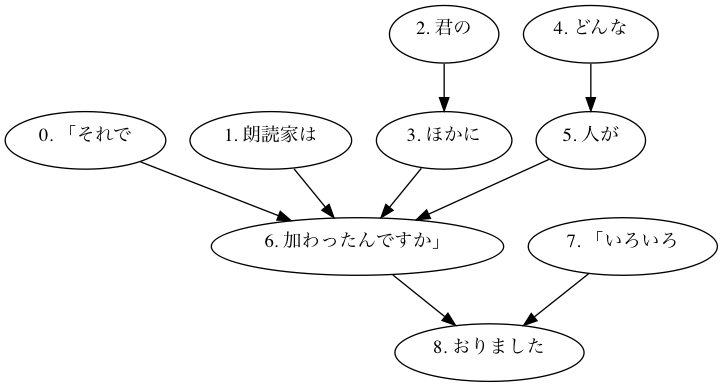 2. 君の
4. どんな
0. 「それで
1. 朗読家は
3. ほかに
5. 人が
6. 加わったんですか」
7. 「いろいろ
8. おりました